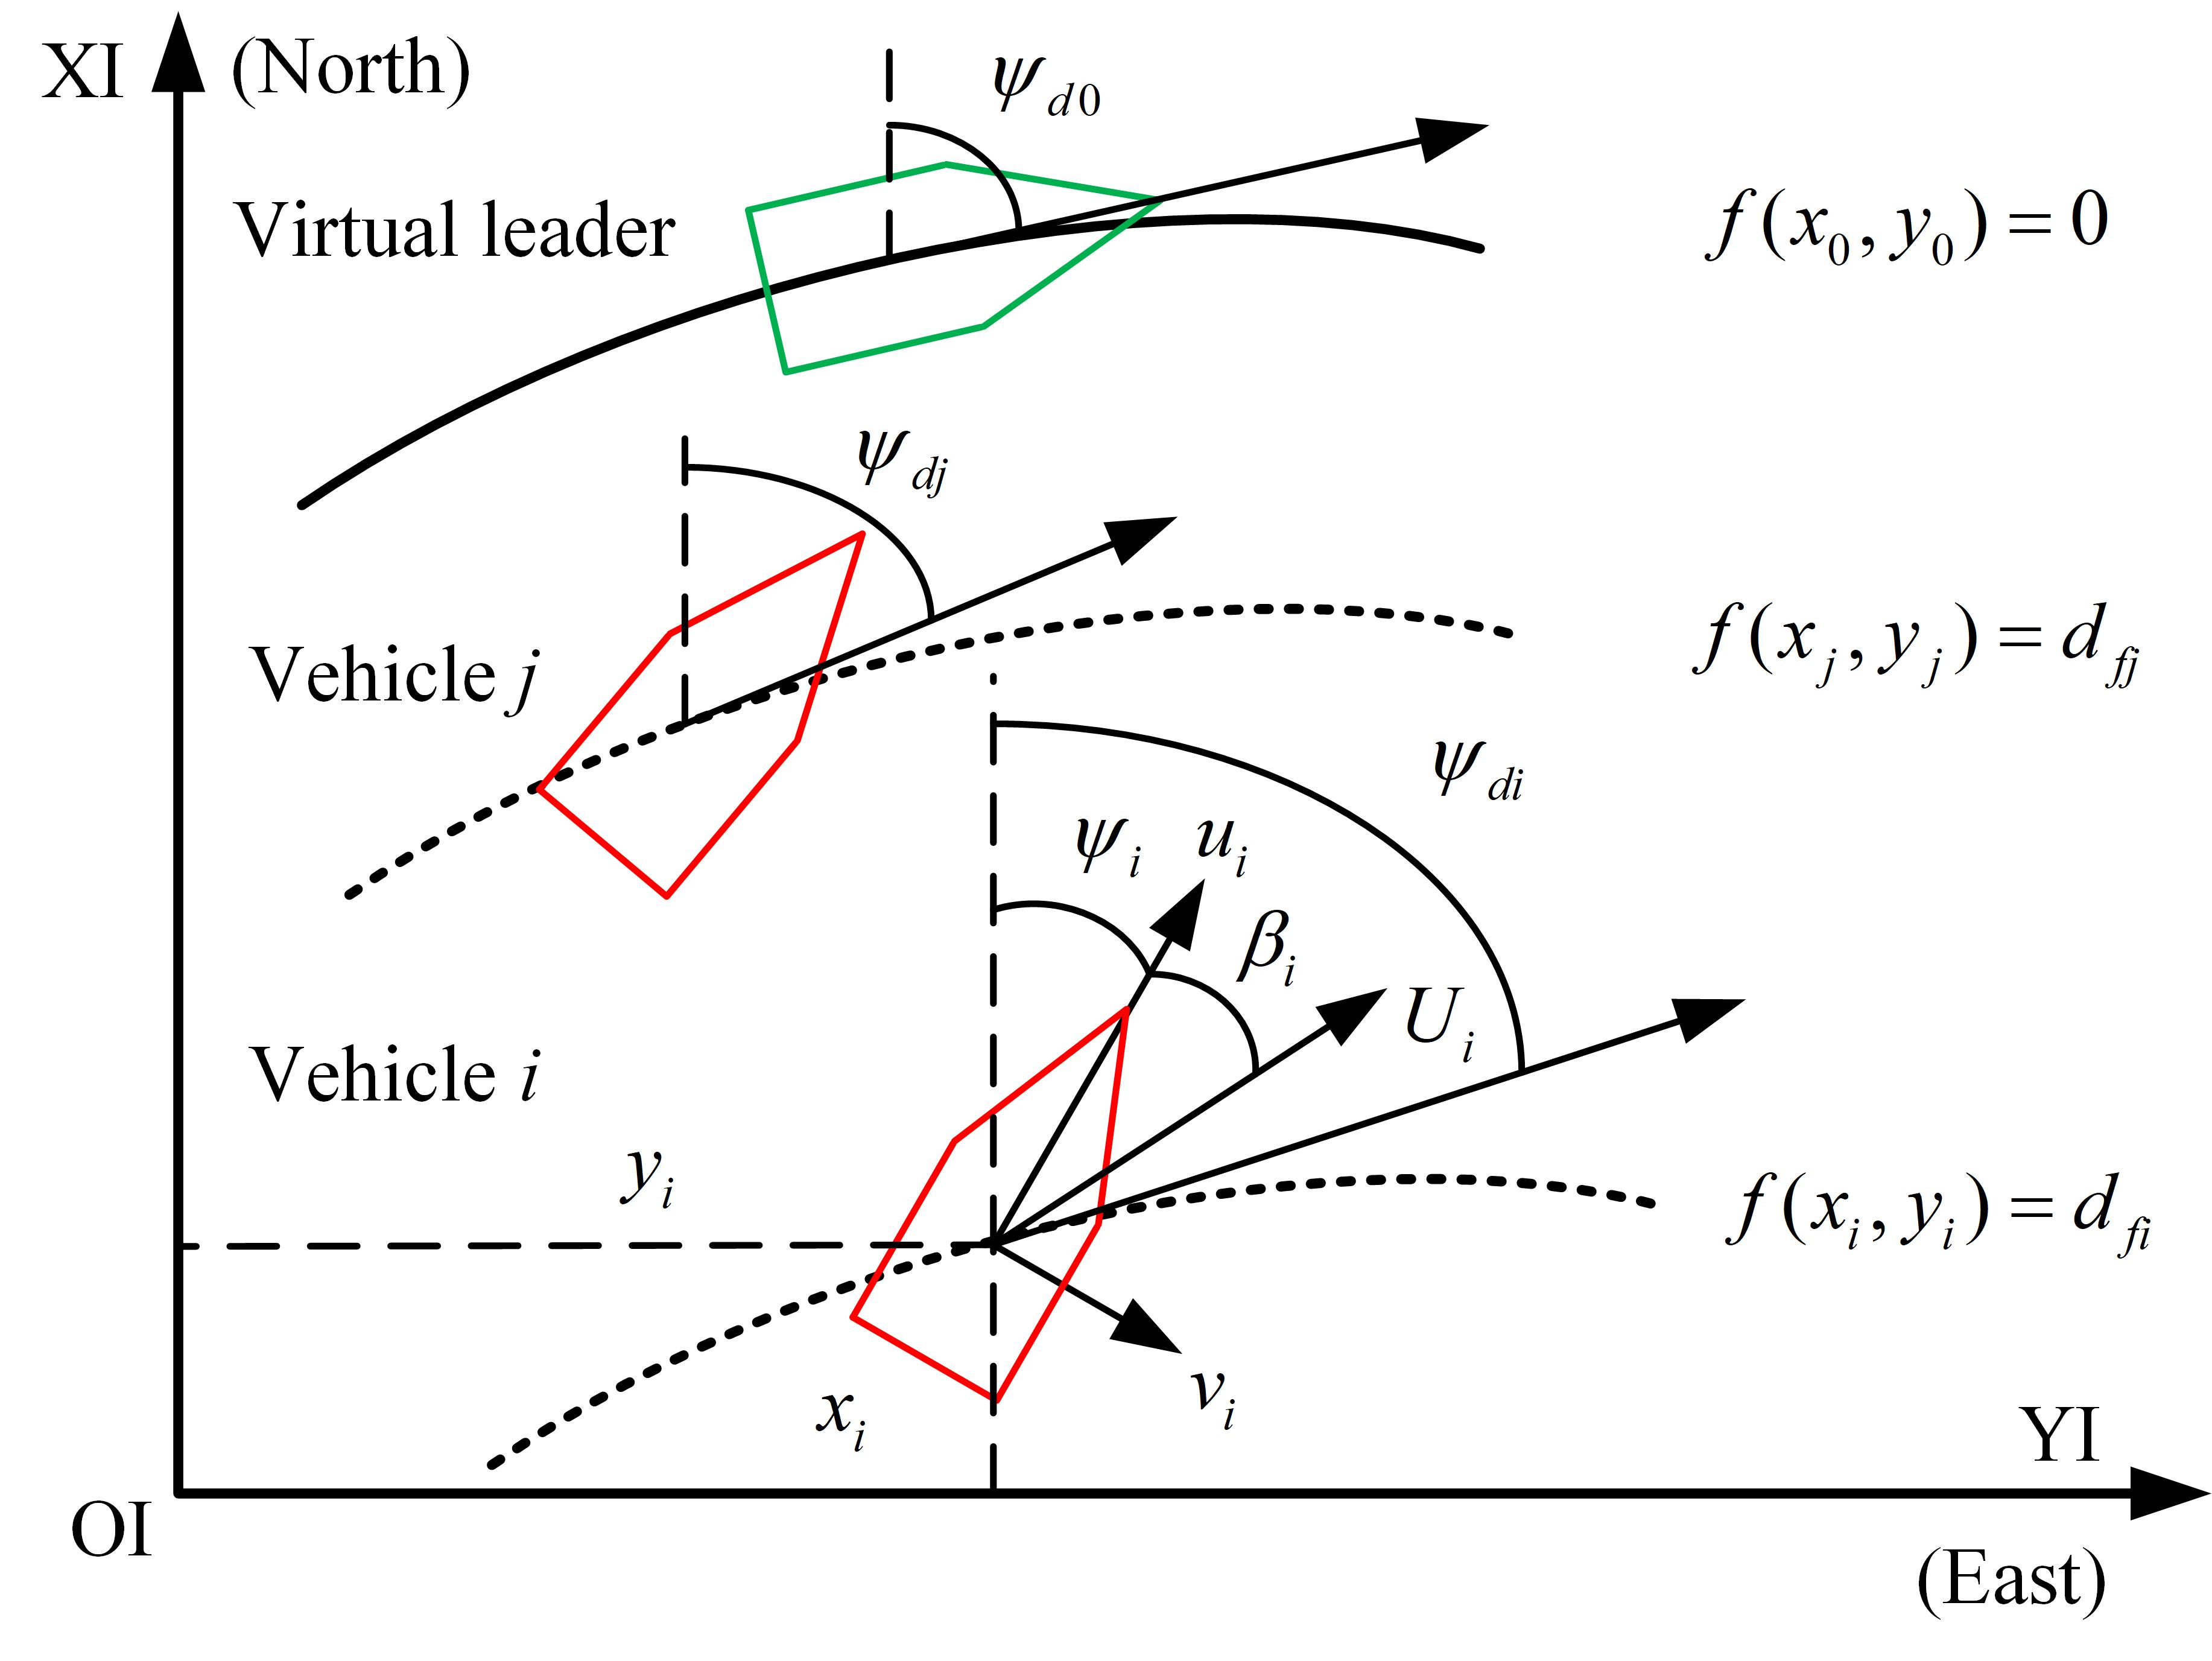 XI (North)
ψd0
Virtual leader
f(x0, y0) = 0
ψdj
Vehicle j
f(xj, yj) = dfj
ψdi
ψi ui
βi
Ui
Vehicle i
yi
f(xi, yi) = dfi
xi
vi
YI
OI
(East)